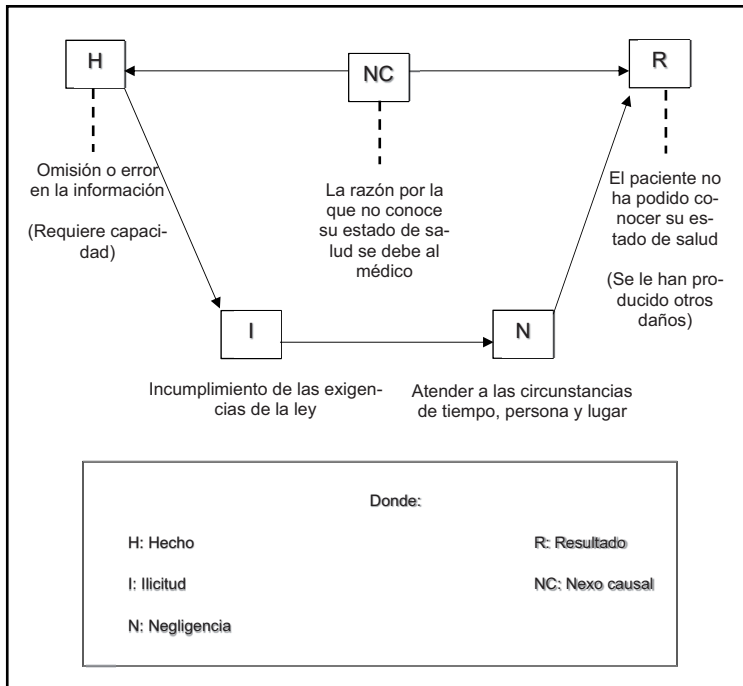 H
NC
R
Omisión o error
en la información
(Requiere capaci-
dad)
La razón por la
que no conoce
su estado de sa-
lud se debe al
médico
El paciente no
ha podido co-
nocer su es-
tado de salud
(Se le han pro-
ducido otros
daños)
I
N
Incumplimiento de las exigen-
cias de la ley
Atender a las circunstancias
de tiempo, persona y lugar
Donde:
H: Hecho
R: Resultado
I: Ilicitud
NC: Nexo causal
N: Negligencia